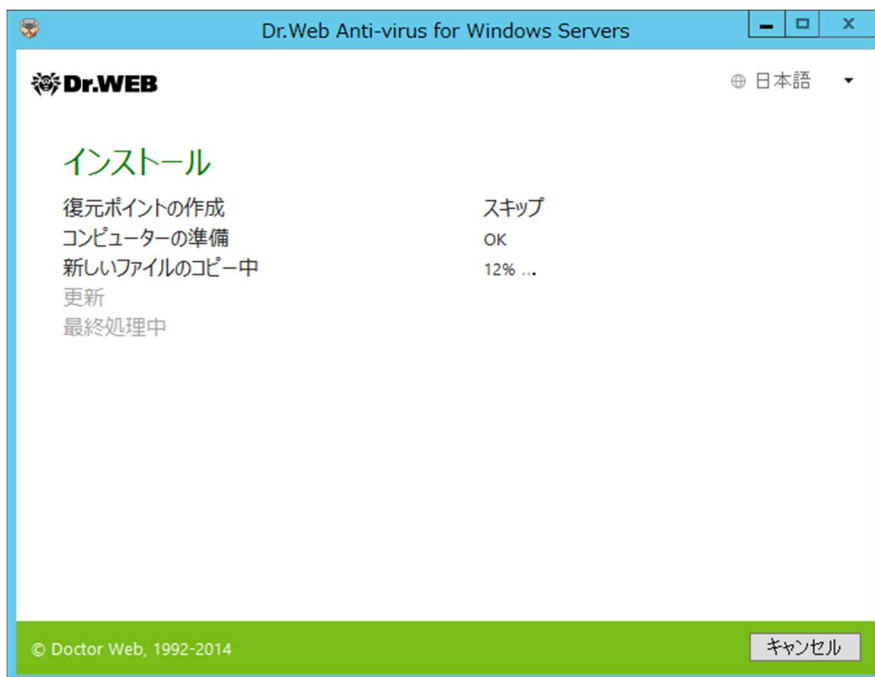 Dr.Web Anti-virus for Windows Servers
Dr.WEB
日本語
インストール
復元ポイントの作成 スキップ
コンピューターの準備 OK
新しいファイルのコピー中 12% ...
更新
最終処理中
© Doctor Web, 1992-2014
キャンセル